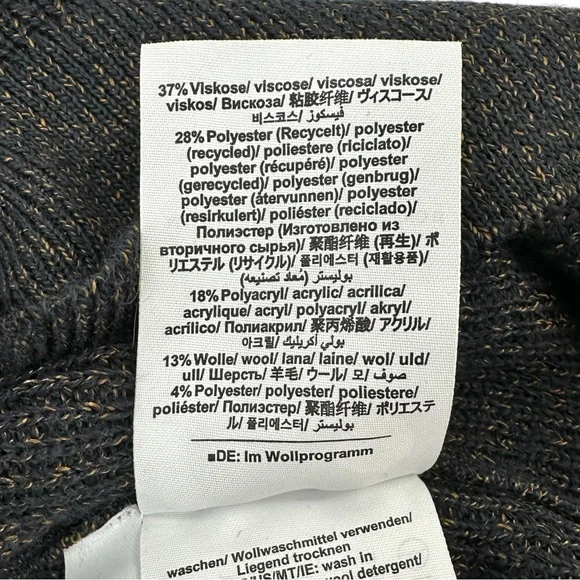 37% Viskose/ viscose/ viscosa/ viskose/
viskos/ Вискоза/ 粘胶纤维/ ヴィスコース/
비스코스/ فيسكوز/
28% Polyester (Recycelt)/ polyester
(recycled)/ poliestere (riciclato)/
polyester (récupéré)/ polyester
(gerecycled)/ polyester (genbrug)/
polyester (återvunnen)/ polyester
(resirkulert)/ poliéster (reciclado)/
Полиэстер (Изготовлено из
вторичного сырья)/ 聚酯纤维 (再生)/ ポ
リエステル (リサイクル)/ 폴리에스터 (재활용품)/
بوليستر (مُعاد تصنيعه)/
18% Polyacryl/ acrylic/ acrilica/
acrylique/ acryl/ polyacryl/ akryl/
acrílico/ Полиакрил/ 聚丙烯酸/ アクリル/
아크릴/ بولي أكريليك/
13% Wolle/ wool/ lana/ laine/ wol/ uld/
ull/ Шерсть/ 羊毛/ ウール/ 모/ صوف/
4% Polyester/ polyester/ poliestere/
poliéster/ Полиэстер/ 聚酯纤维/ ポリエステ
ル/ 폴리에스터/ بوليستر/
■DE: Im Wollprogramm
waschen/ Wollwaschmittel verwenden/
Liegend trocknen
/US/MT/IE: wash in
wool detergent/